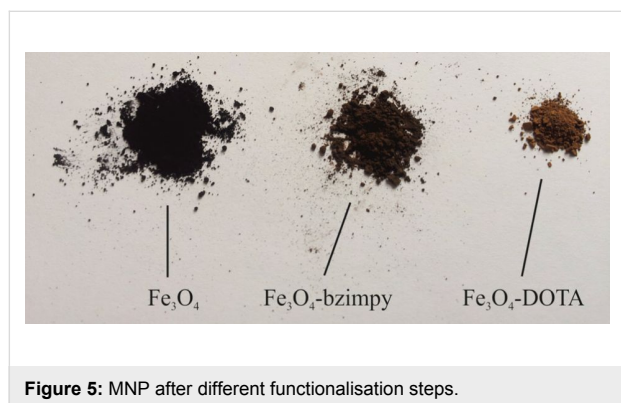 Fe₃O₄
Fe₃O₄-bzimpy
Fe₃O₄-DOTA
Figure 5: MNP after different functionalisation steps.